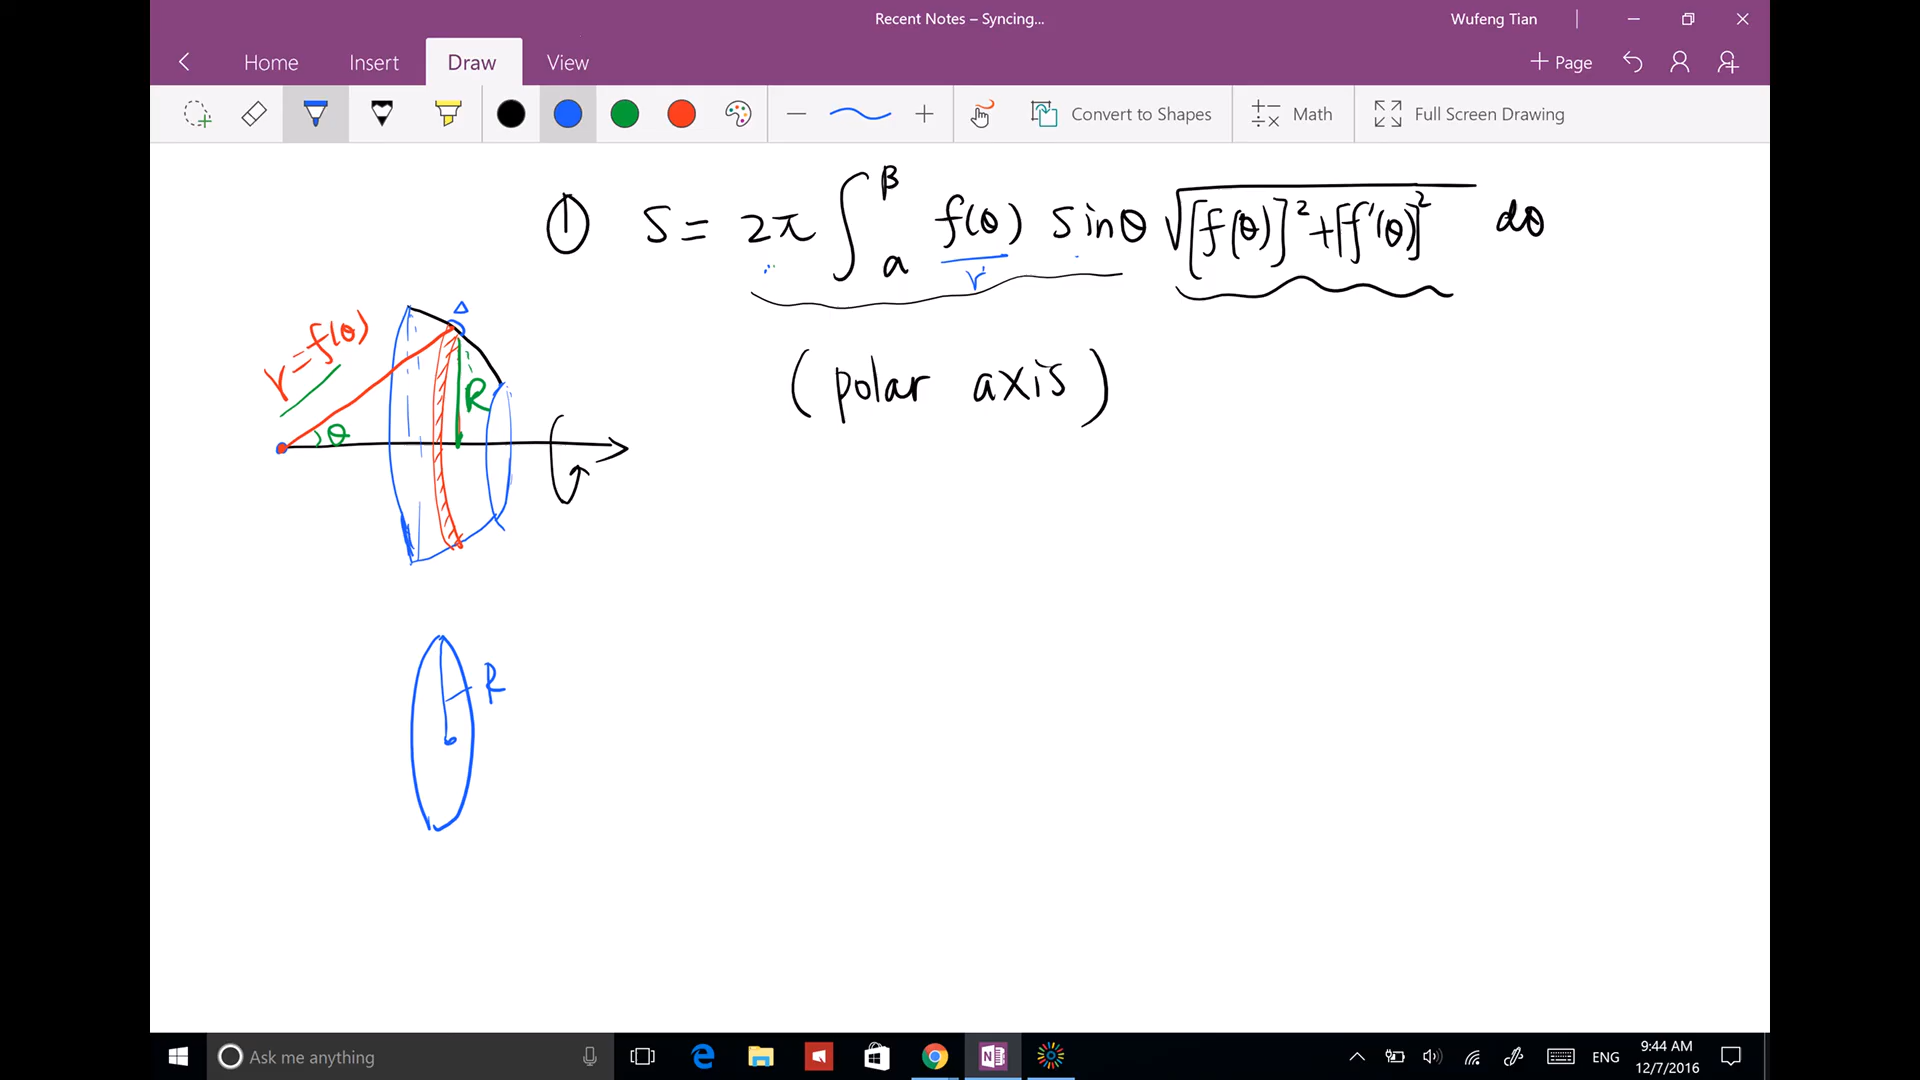 Recent Notes – Syncing...
Wufeng Tian
Home Insert Draw View
Page
Convert to Shapes
Math
Full Screen Drawing
① S = 2π ∫_a^β f(θ) sinθ √([f(θ)]² + [f'(θ)]²) dθ
r
(polar axis)
r = f(θ)
Δ
R
θ
R
Ask me anything
ENG
9:44 AM
12/7/2016